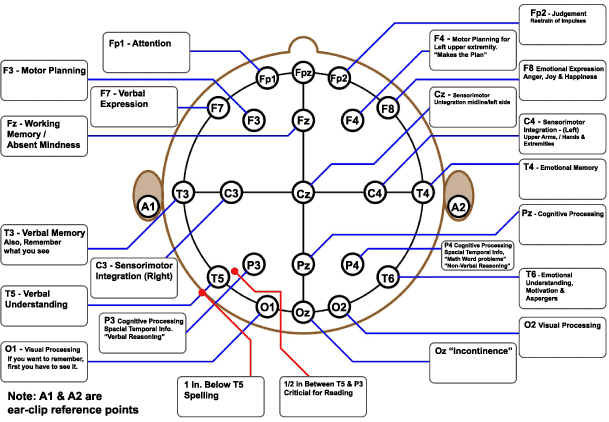 Fp1 - Attention
F4 - Motor Planning for
Left upper extremity.
"Makes the Plan"
Fp2 - Judgement
Restrain of Impulses
F3 - Motor Planning
F7 - Verbal
Expression
Fz - Working
Memory /
Absent Mindness
F8 Emotional Expression
Anger, Joy & Happiness
Cz - Sensorimotor
Untegration midline/left side
C4 - Sensorimotor
Integration - (Left)
Upper Arms, / Hands &
Extremities
T4 - Emotional Memory
Fp1
Fpz
Fp2
F7
F3
Fz
F4
F8
A1
T3
C3
Cz
C4
T4
A2
T5
P3
Pz
P4
T6
O1
Oz
O2
T3 - Verbal Memory
Also, Remember
what you see
C3 - Sensorimotor
Integration (Right)
T5 - Verbal
Understanding
P3 Cognitive Processing
Spacial Temporal Info.
"Verbal Reasoning"
O1 - Visual Processing
If you want to remember,
first you have to see it.
Pz - Cognitive Processing
P4 Cognitive Processing
Spacial Temporal Info,
"Math Word problems"
"Non-Verbal Reasoning"
T6 - Emotional
Understanding,
Motivation &
Aspergers
O2 Visual Processing
Oz "Incontinence"
1 in. Below T5
Spelling
1/2 in Between T5 & P3
Criticial for Reading
Note: A1 & A2 are
ear-clip reference points